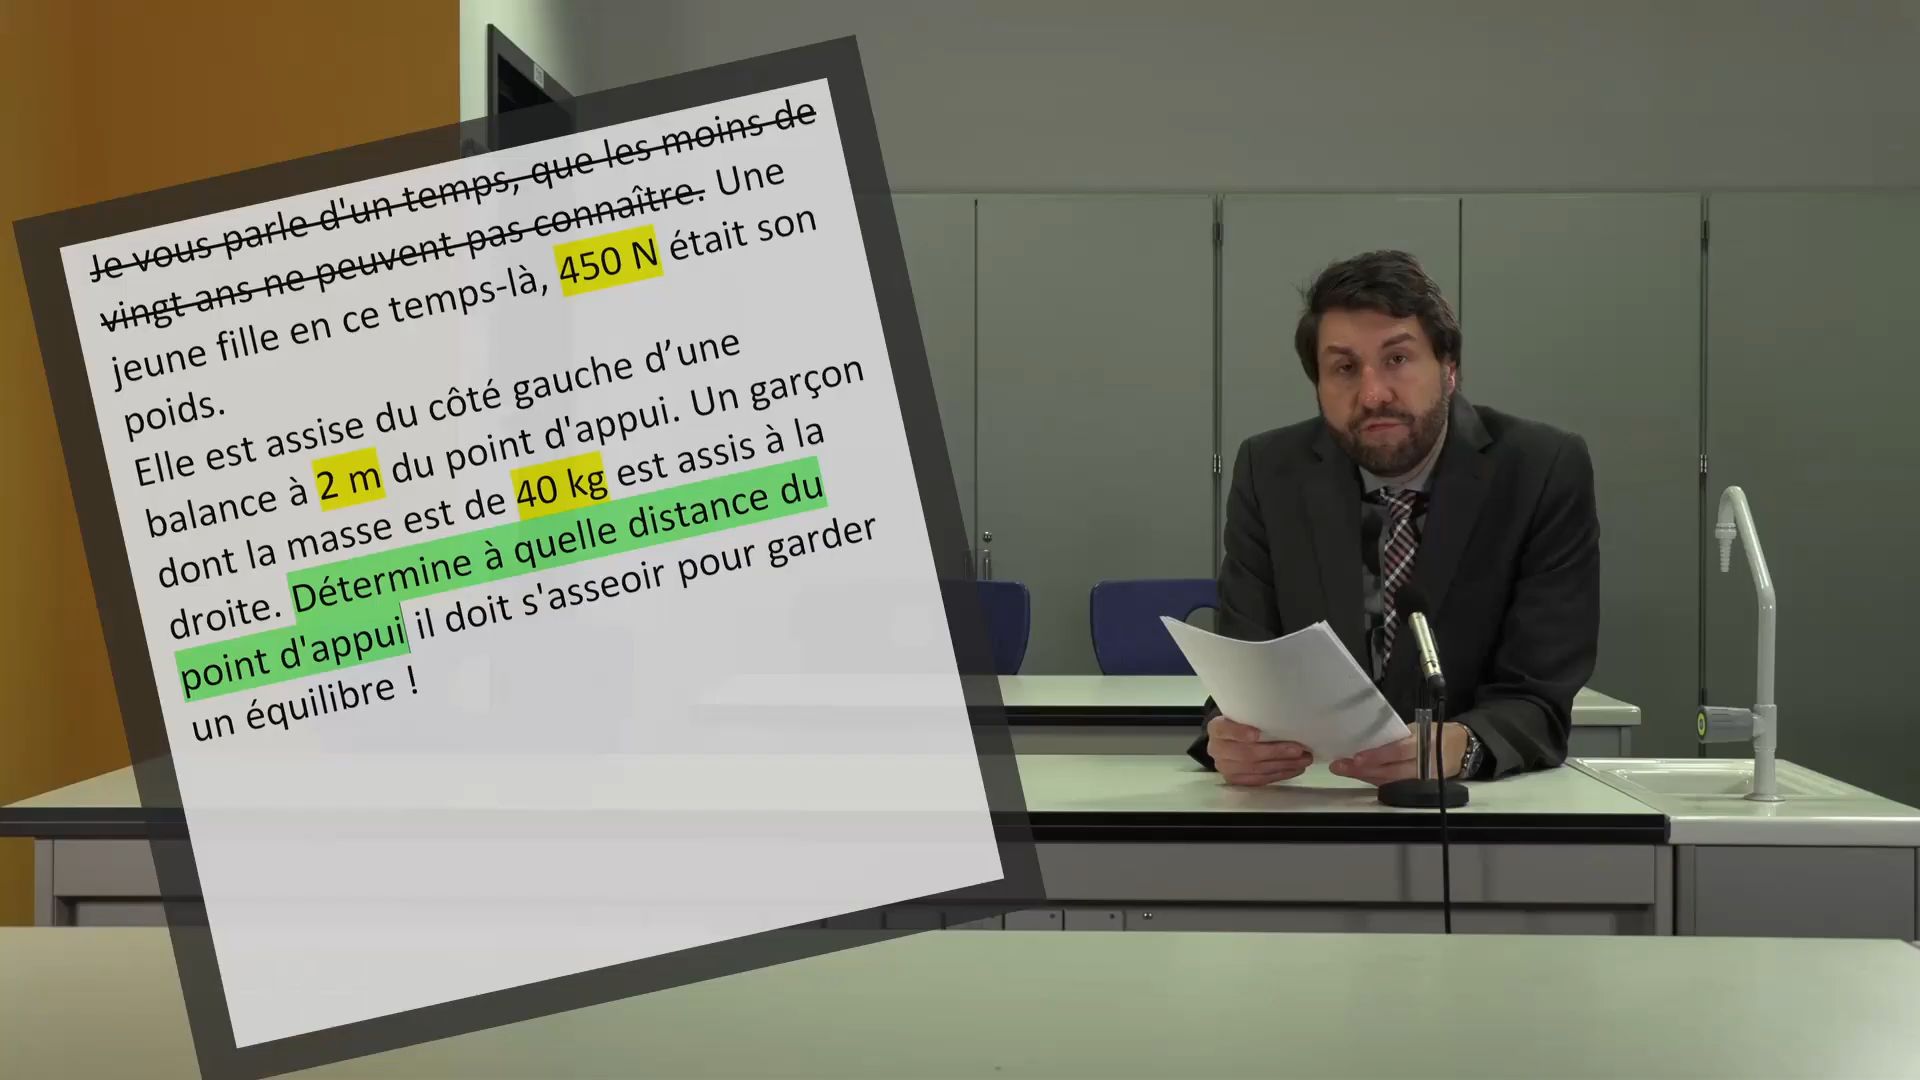 Je vous parle d'un temps, que les moins de
vingt ans ne peuvent pas connaître. Une
jeune fille en ce temps-là, 450 N était son
poids.
Elle est assise du côté gauche d’une
balance à 2 m du point d'appui. Un garçon
dont la masse est de 40 kg est assis à la
droite. Détermine à quelle distance du
point d'appui il doit s'asseoir pour garder
un équilibre !